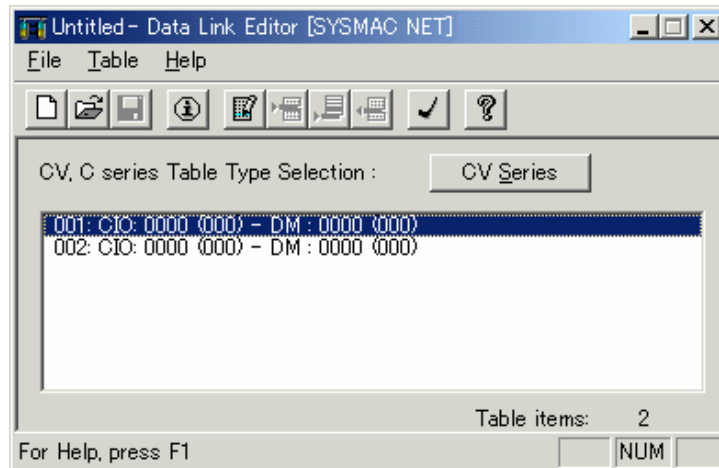 Untitled - Data Link Editor [SYSMAC NET]
File Table Help
CV, C series Table Type Selection : CV Series
001: CIO: 0000 (000) - DM : 0000 (000)
002: CIO: 0000 (000) - DM : 0000 (000)
Table items: 2
For Help, press F1 NUM